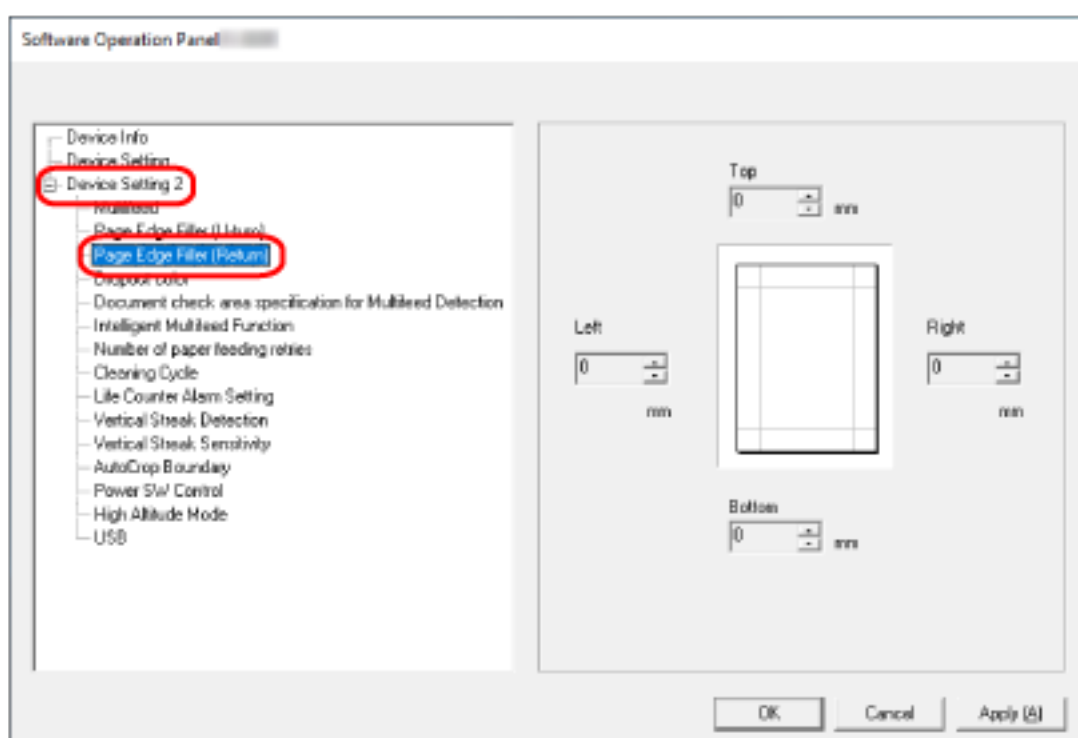 Software Operation Panel
Device Info
Device Setting
Device Setting 2
Multifeed
Page Edge Filler (U-turn)
Page Edge Filler (Return)
Dropout color
Document check area specification for Multifeed Detection
Intelligent Multifeed Function
Number of paper feeding retries
Cleaning Cycle
Life Counter Alarm Setting
Vertical Streak Detection
Vertical Streak Sensitivity
AutoCrop Boundary
Power SW Control
High Altitude Mode
USB
Top
0 mm
Left
0
mm
Right
0
mm
Bottom
0 mm
OK Cancel Apply (A)